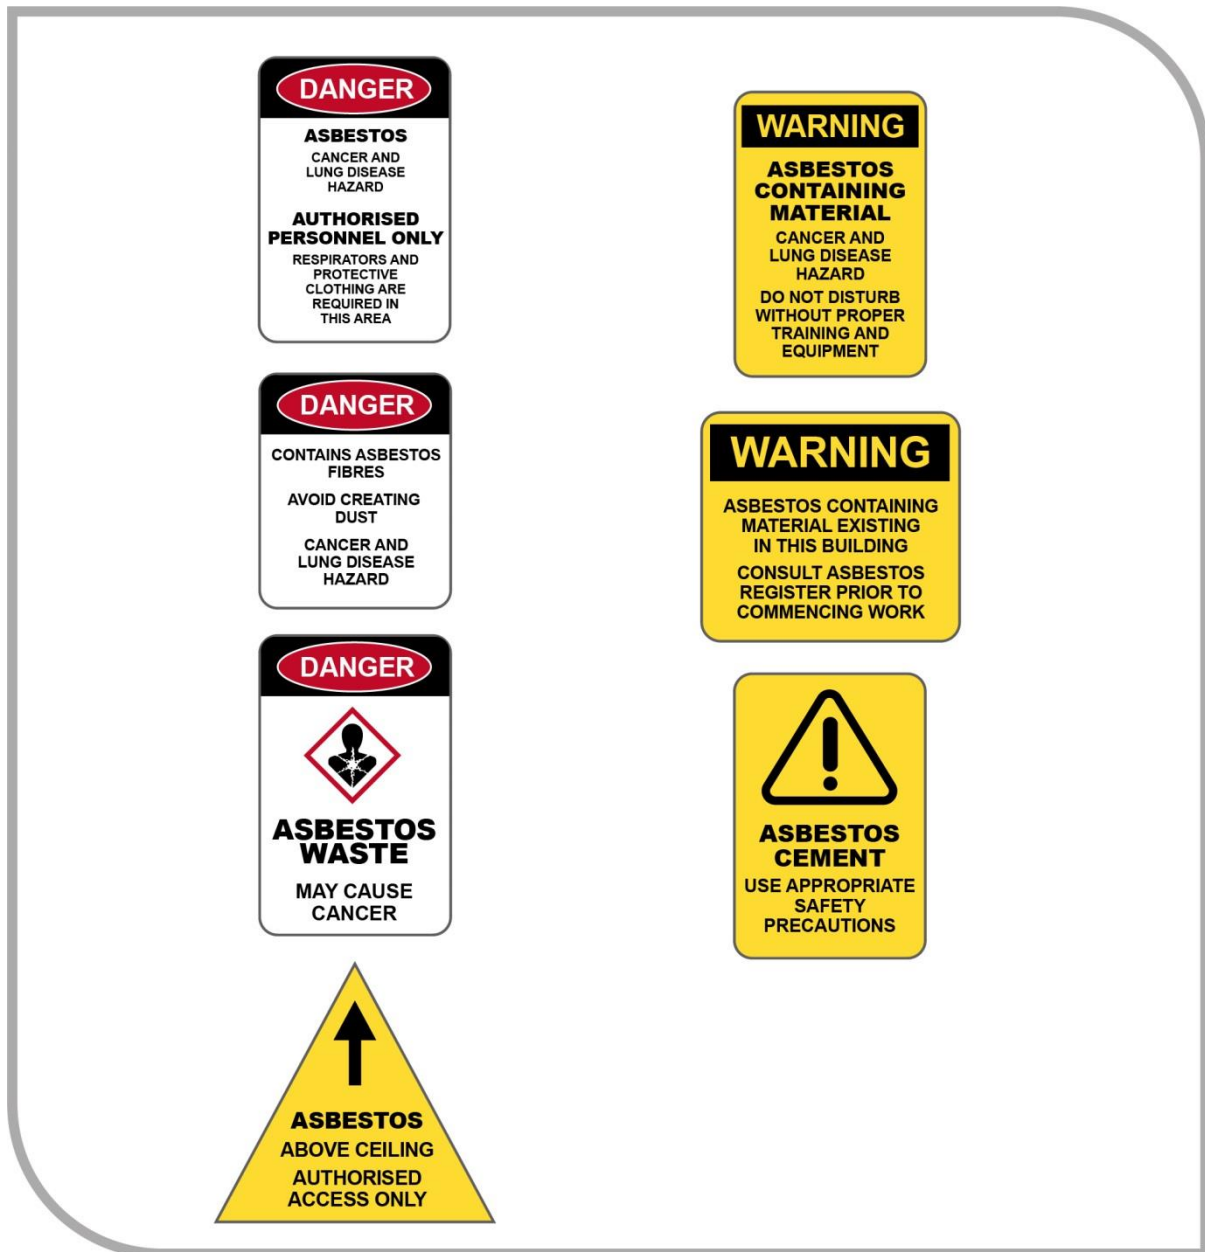 DANGER
ASBESTOS
CANCER AND
LUNG DISEASE
HAZARD
AUTHORISED
PERSONNEL ONLY
RESPIRATORS AND
PROTECTIVE
CLOTHING ARE
REQUIRED IN
THIS AREA
DANGER
CONTAINS ASBESTOS
FIBRES
AVOID CREATING
DUST
CANCER AND
LUNG DISEASE
HAZARD
DANGER
ASBESTOS
WASTE
MAY CAUSE
CANCER
ASBESTOS
ABOVE CEILING
AUTHORISED
ACCESS ONLY
WARNING
ASBESTOS
CONTAINING
MATERIAL
CANCER AND
LUNG DISEASE
HAZARD
DO NOT DISTURB
WITHOUT PROPER
TRAINING AND
EQUIPMENT
WARNING
ASBESTOS CONTAINING
MATERIAL EXISTING
IN THIS BUILDING
CONSULT ASBESTOS
REGISTER PRIOR TO
COMMENCING WORK
ASBESTOS
CEMENT
USE APPROPRIATE
SAFETY
PRECAUTIONS